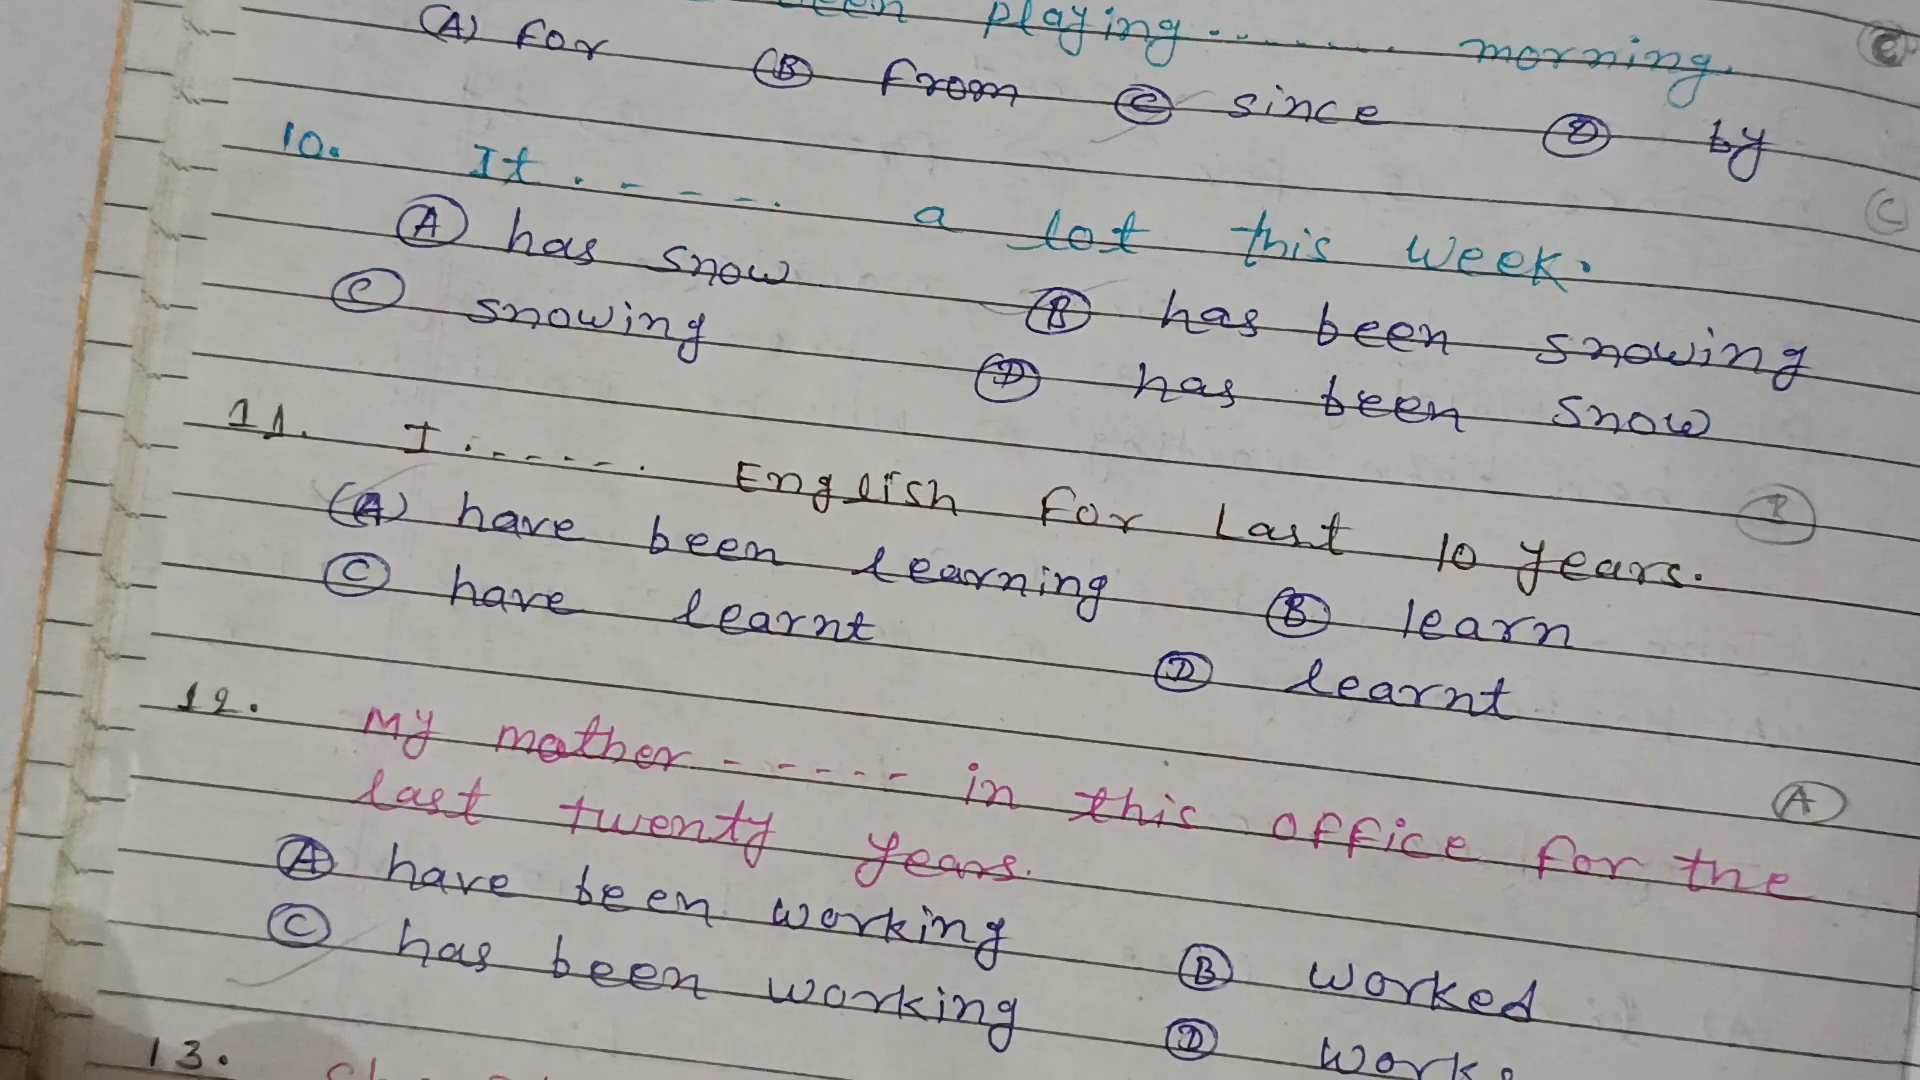 been playing....... morning.
(A) for (B) from (C) since (D) by
C
10. It . - - - -. a lot this week.
(A) has snow (B) has been snowing
(C) snowing (D) has been snow
B
11. I . - - - - -. English for Last 10 years.
(A) have been learning (B) learn
(C) have learnt (D) learnt
A
12. My mother - - - - - - in this office for the
last twenty years.
(A) have been working (B) worked
(C) has been working (D) work.
13.